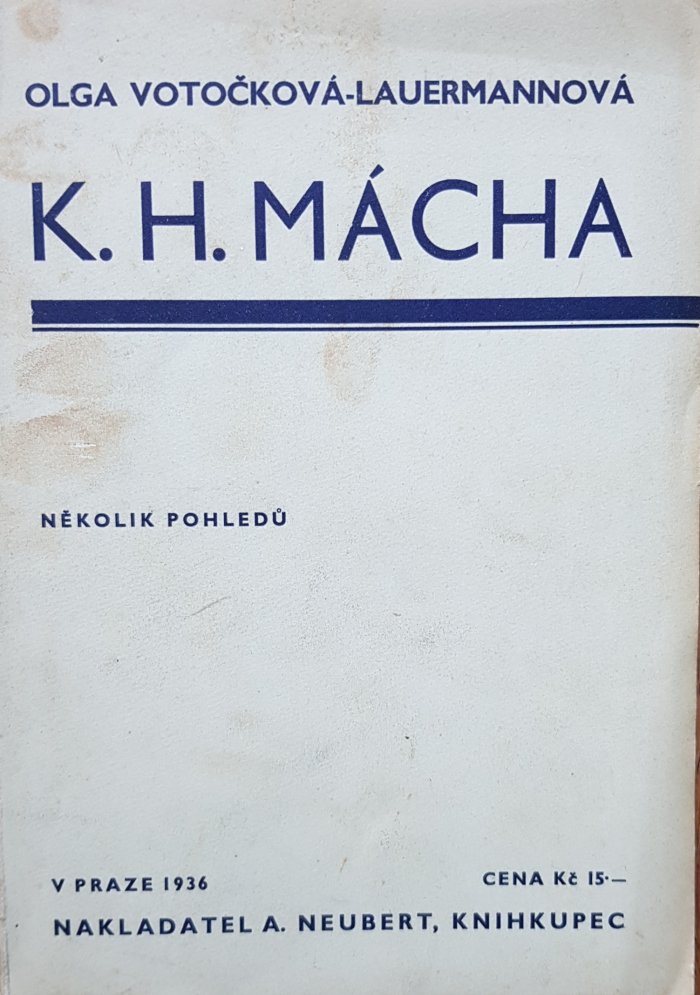 OLGA VOTOČKOVÁ-LAUERMANNOVÁ
K. H. MÁCHA
NĚKOLIK POHLEDŮ
V PRAZE 1936
CENA Kč 15·—
NAKLADATEL A. NEUBERT, KNIHKUPEC